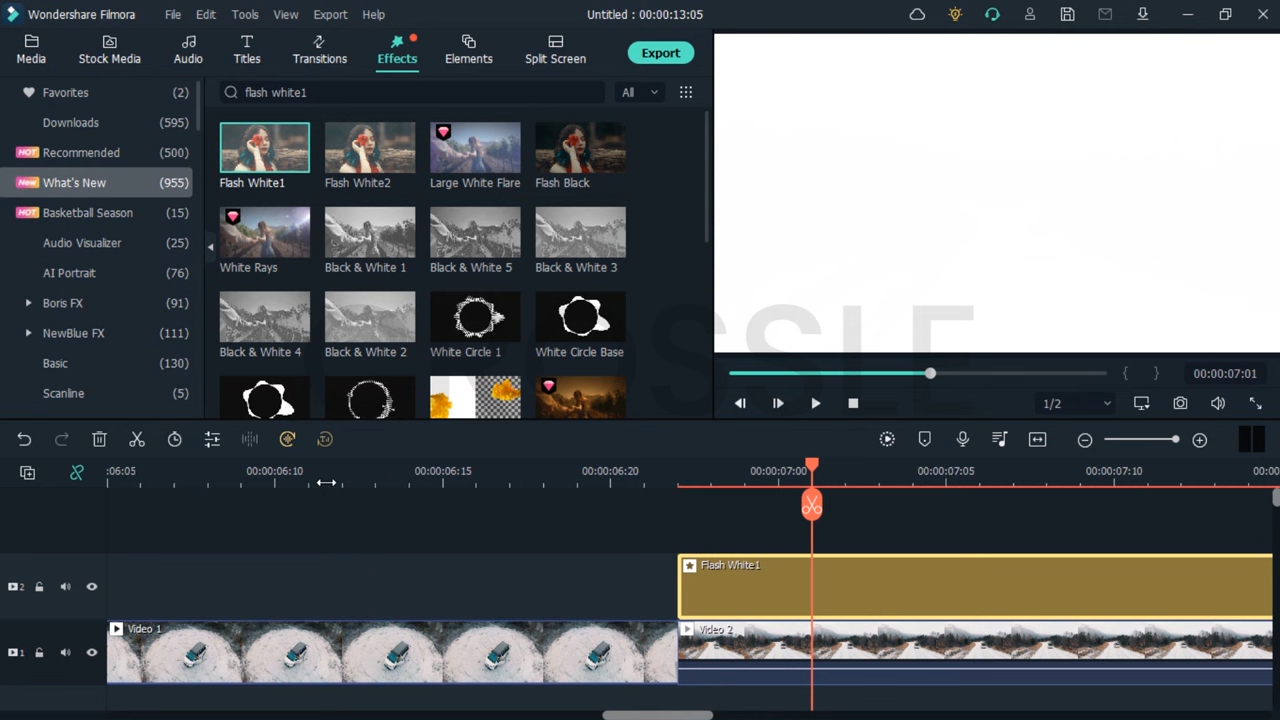 Wondershare Filmora File Edit Tools View Export Help Untitled : 00:00:13:05
Media Stock Media Audio Titles Transitions Effects Elements Split Screen Export
Favorites (2)
Downloads (595)
HOT Recommended (500)
New What's New (955)
HOT Basketball Season (15)
Audio Visualizer (25)
AI Portrait (76)
Boris FX (91)
NewBlue FX (111)
Basic (130)
Scanline (5)
flash white1 All
Flash White1 Flash White2 Large White Flare Flash Black
White Rays Black & White 1 Black & White 5 Black & White 3
Black & White 4 Black & White 2 White Circle 1 White Circle Base
{ } 00:00:07:01
1/2
:06:05 00:00:06:10 00:00:06:15 00:00:06:20 00:00:07:00 00:00:07:05 00:00:07:10 00:00
2 Flash White1
1 Video 1 Video 2